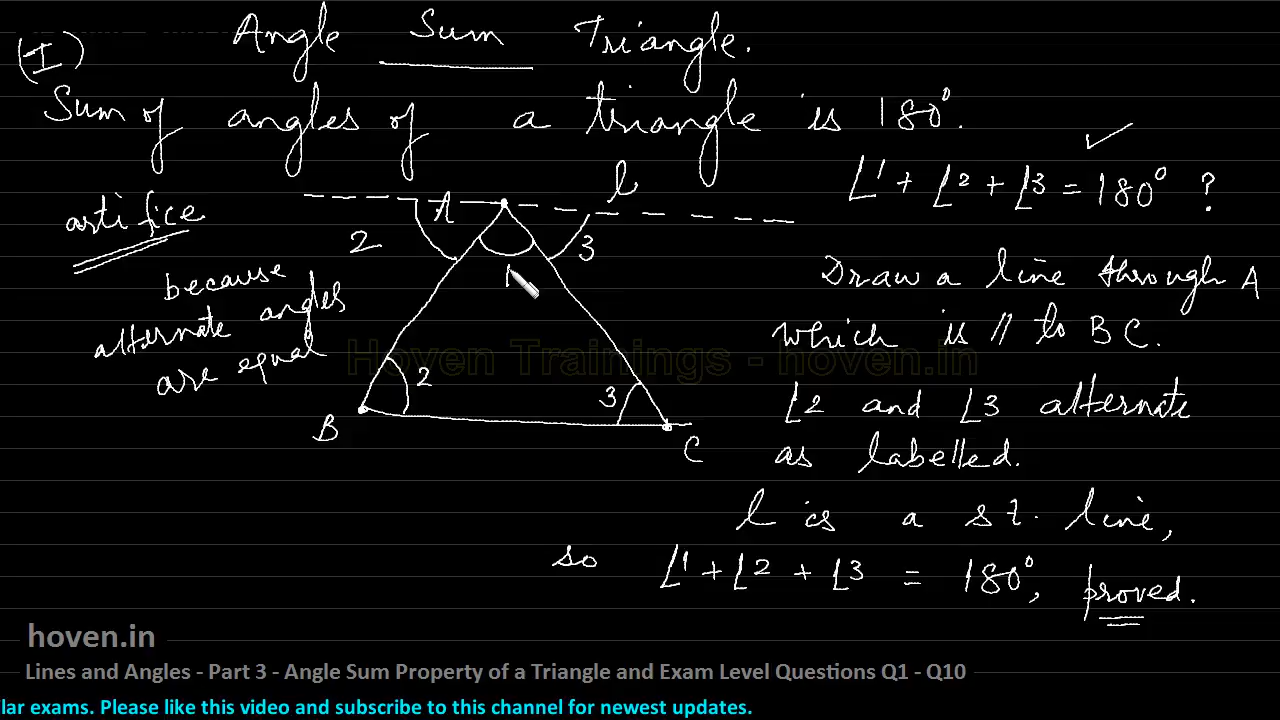 (I) Angle Sum Triangle.
Sum of angles of a triangle is 180°.
∠1 + ∠2 + ∠3 = 180° ?
artifice
because
alternate angles
are equal
A
l
2
3
1
2
3
B
C
Draw a line through A
which is // to BC.
∠2 and ∠3 alternate
as labelled.
l is a st. line,
so ∠1 + ∠2 + ∠3 = 180°, proved.
Hoven Trainings - hoven.in
hoven.in
Lines and Angles - Part 3 - Angle Sum Property of a Triangle and Exam Level Questions Q1 - Q10
lar exams. Please like this video and subscribe to this channel for newest updates.